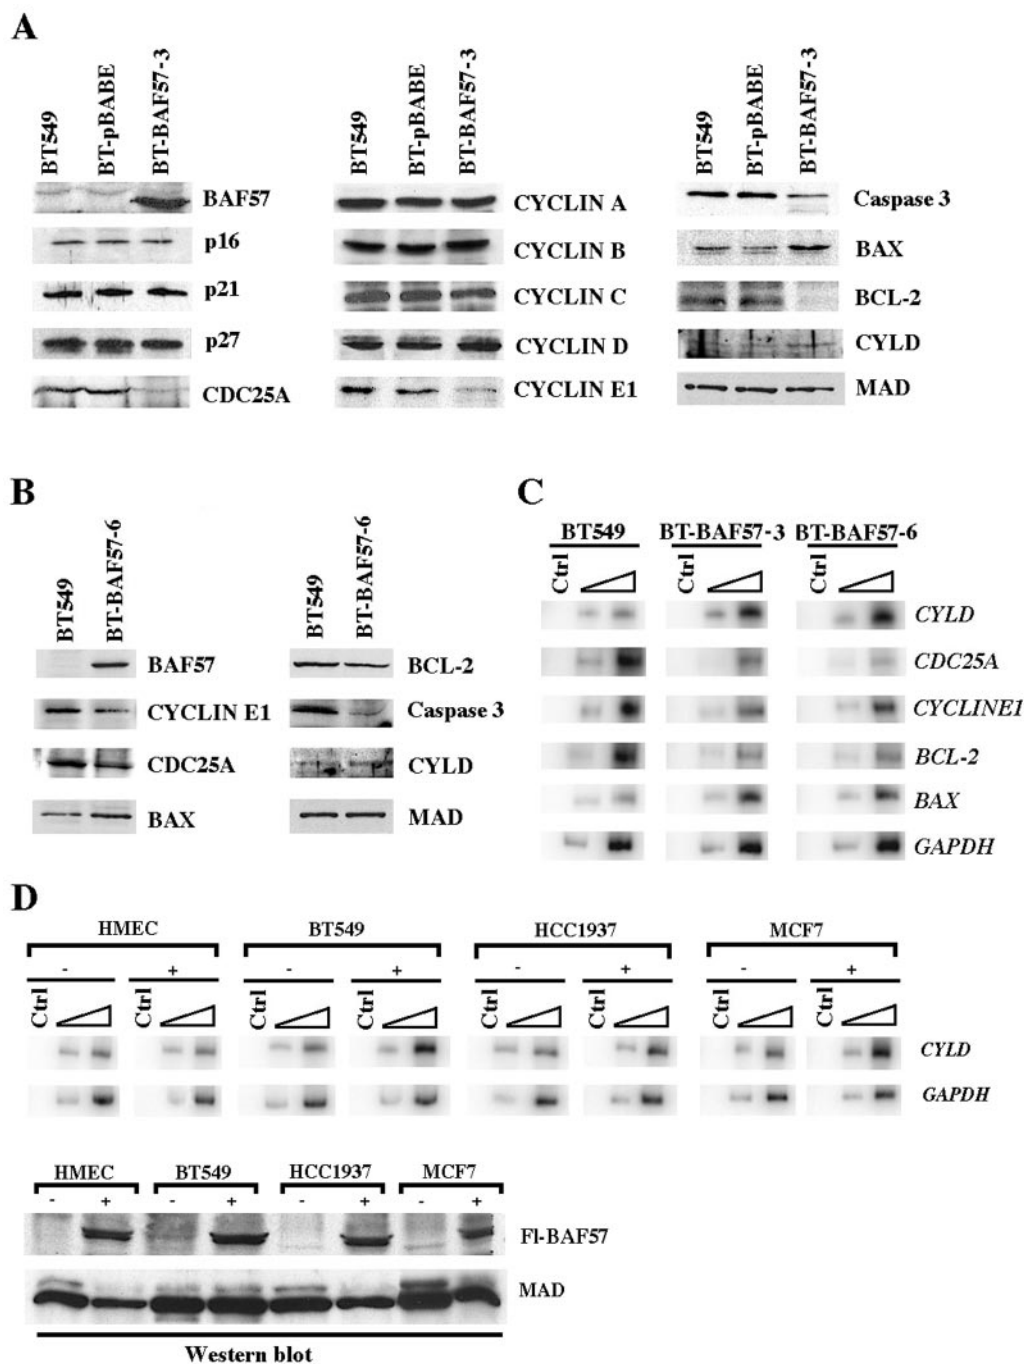 A
BT549
BT-pBABE
BT-BAF57-3
BAF57
p16
p21
p27
CDC25A
BT549
BT-pBABE
BT-BAF57-3
CYCLIN A
CYCLIN B
CYCLIN C
CYCLIN D
CYCLIN E1
BT549
BT-pBABE
BT-BAF57-3
Caspase 3
BAX
BCL-2
CYLD
MAD
B
BT549
BT-BAF57-6
BAF57
CYCLIN E1
CDC25A
BAX
BT549
BT-BAF57-6
BCL-2
Caspase 3
CYLD
MAD
C
BT549 BT-BAF57-3 BT-BAF57-6
Ctrl Ctrl Ctrl
CYLD
CDC25A
CYCLINE1
BCL-2
BAX
GAPDH
D
HMEC BT549 HCC1937 MCF7
- + - + - + - +
Ctrl Ctrl Ctrl Ctrl Ctrl Ctrl Ctrl Ctrl
CYLD
GAPDH
HMEC BT549 HCC1937 MCF7
- + - + - + - +
Fl-BAF57
MAD
Western blot